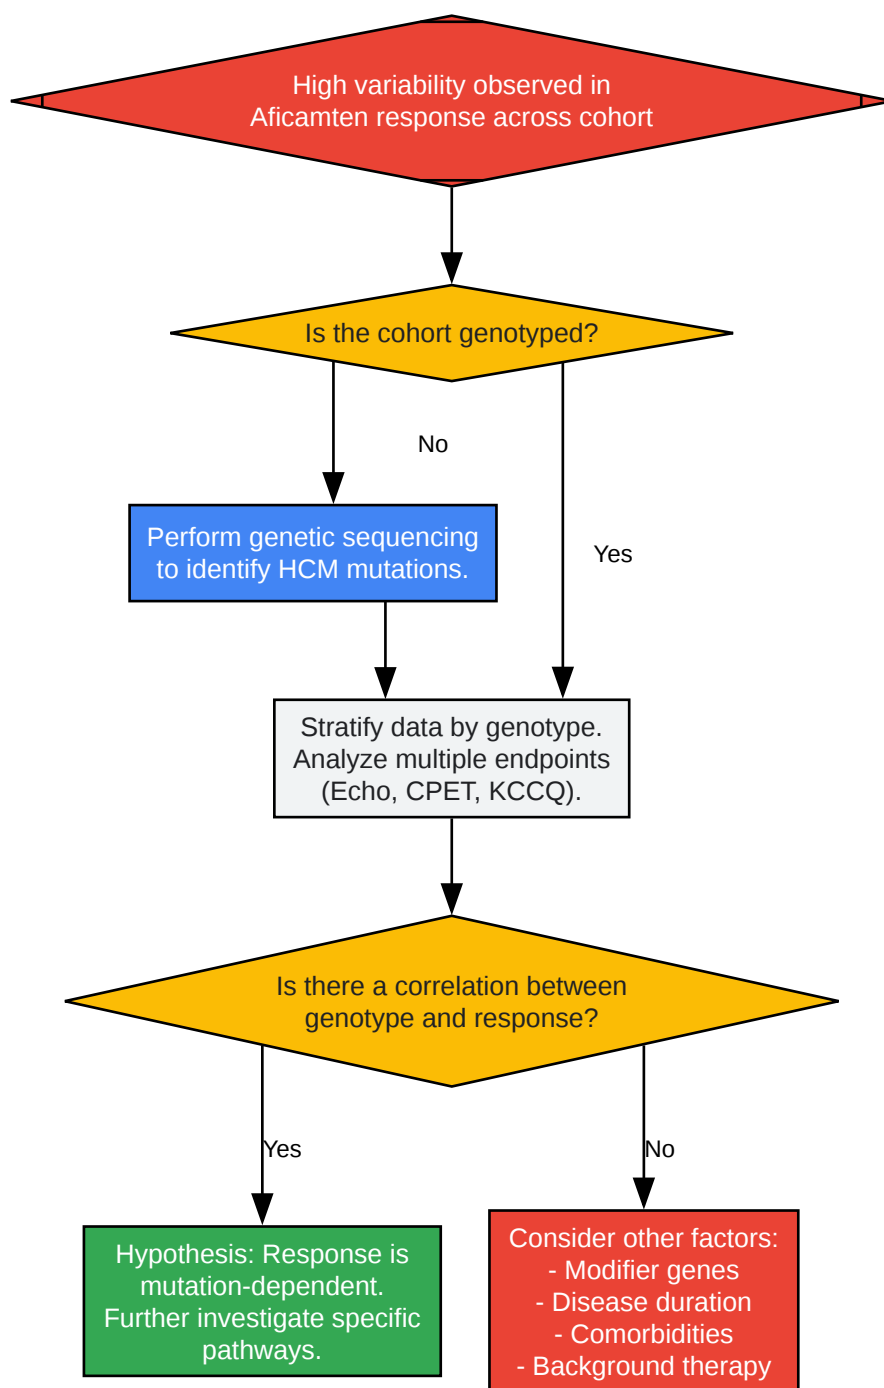 High variability observed in
Aficamten response across cohort
Is the cohort genotyped?
No
Perform genetic sequencing
to identify HCM mutations.
Yes
Stratify data by genotype.
Analyze multiple endpoints
(Echo, CPET, KCCQ).
Is there a correlation between
genotype and response?
Yes
No
Hypothesis: Response is
mutation-dependent.
Further investigate specific
pathways.
Consider other factors:
- Modifier genes
- Disease duration
- Comorbidities
- Background therapy